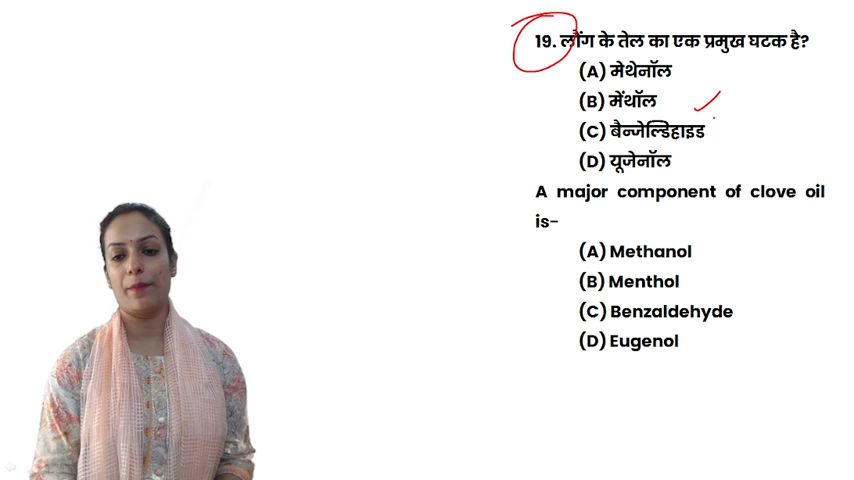 19. लौंग के तेल का एक प्रमुख घटक है?
(A) मेथेनॉल
(B) मेंथॉल
(C) बैन्जेल्डिहाइड
(D) यूजेनॉल
A major component of clove oil
is-
(A) Methanol
(B) Menthol
(C) Benzaldehyde
(D) Eugenol